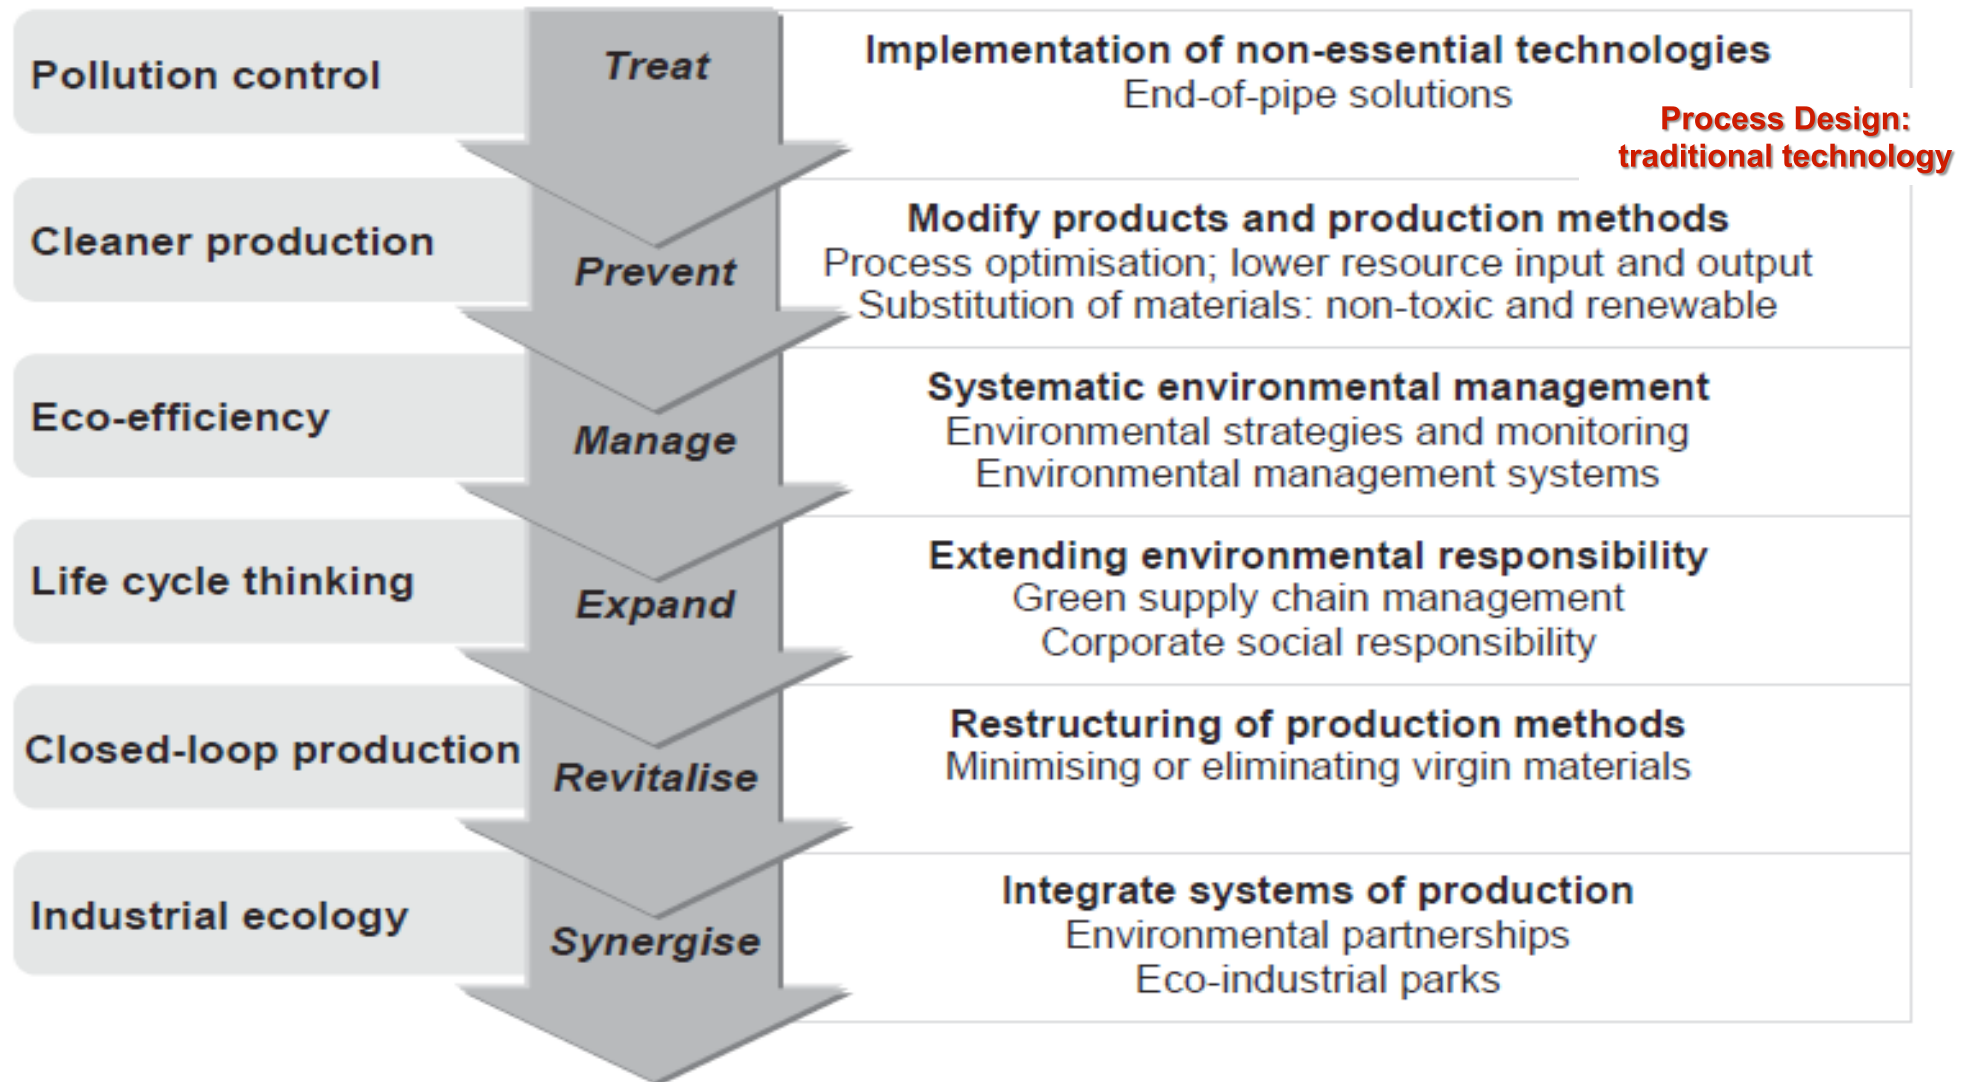 Pollution control
Treat
Implementation of non-essential technologies
End-of-pipe solutions
Process Design:
traditional technology
Cleaner production
Prevent
Modify products and production methods
Process optimisation; lower resource input and output
Substitution of materials: non-toxic and renewable
Eco-efficiency
Manage
Systematic environmental management
Environmental strategies and monitoring
Environmental management systems
Life cycle thinking
Expand
Extending environmental responsibility
Green supply chain management
Corporate social responsibility
Closed-loop production
Revitalise
Restructuring of production methods
Minimising or eliminating virgin materials
Industrial ecology
Synergise
Integrate systems of production
Environmental partnerships
Eco-industrial parks